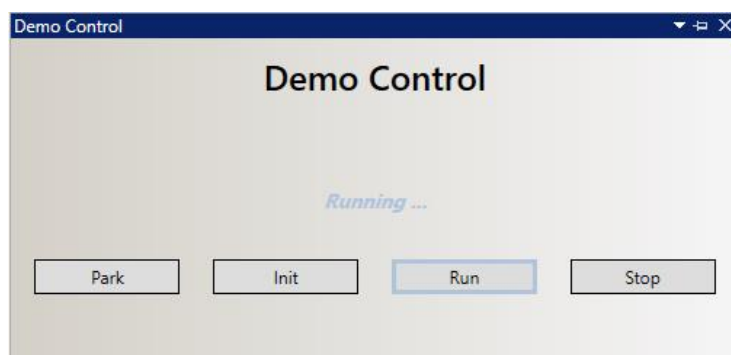 Demo Control
Demo Control
Running ...
Park Init Run Stop